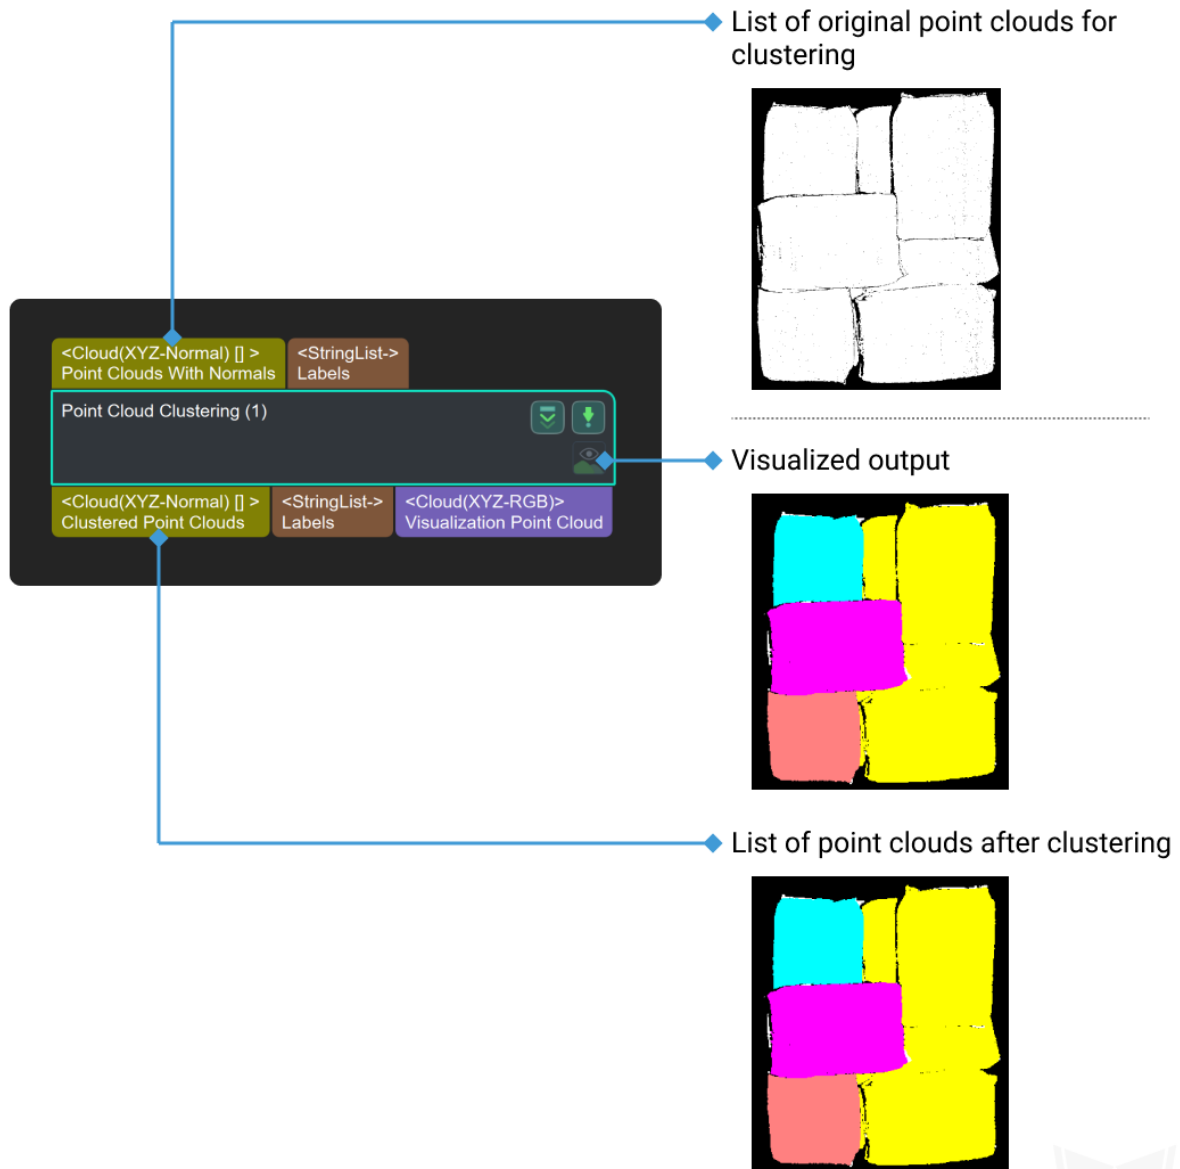 List of original point clouds for
clustering
<Cloud(XYZ-Normal) [] >
Point Clouds With Normals
<StringList->
Labels
Point Cloud Clustering (1)
Visualized output
<Cloud(XYZ-Normal) [] >
Clustered Point Clouds
<StringList->
Labels
<Cloud(XYZ-RGB)>
Visualization Point Cloud
List of point clouds after clustering